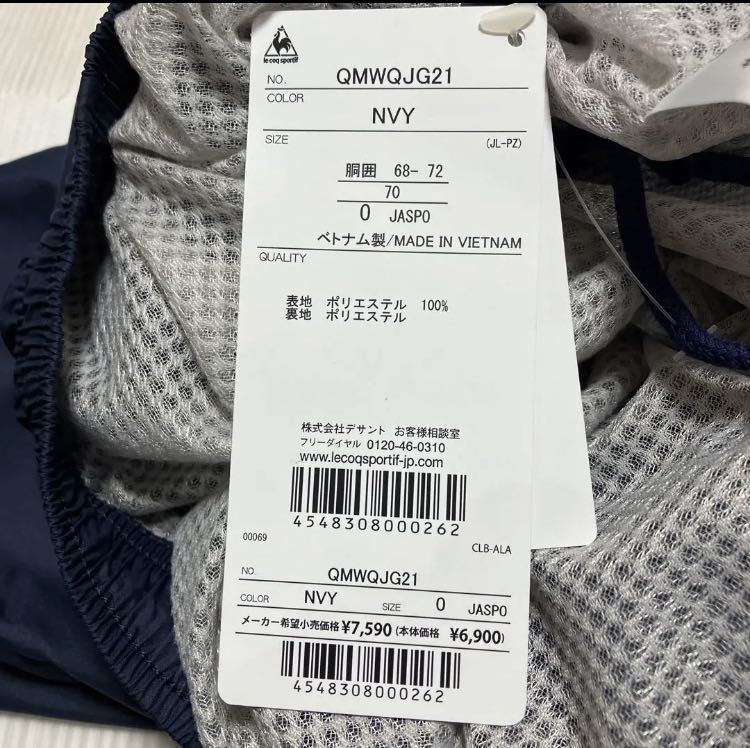 le coq sportif
NO. QMWQJG21
COLOR
NVY
SIZE (JL-PZ)
胴囲 68- 72
70
O JASPO
ベトナム製/MADE IN VIETNAM
QUALITY
表地 ポリエステル 100%
裏地 ポリエステル
株式会社デサント お客様相談室
フリーダイヤル 0120-46-0310
www.lecoqsportif-jp.com
4548308000262
00069 CLB-ALA
NO. QMWQJG21
COLOR NVY SIZE O JASPO
メーカー希望小売価格 ¥7,590 (本体価格 ¥6,900)
4548308000262